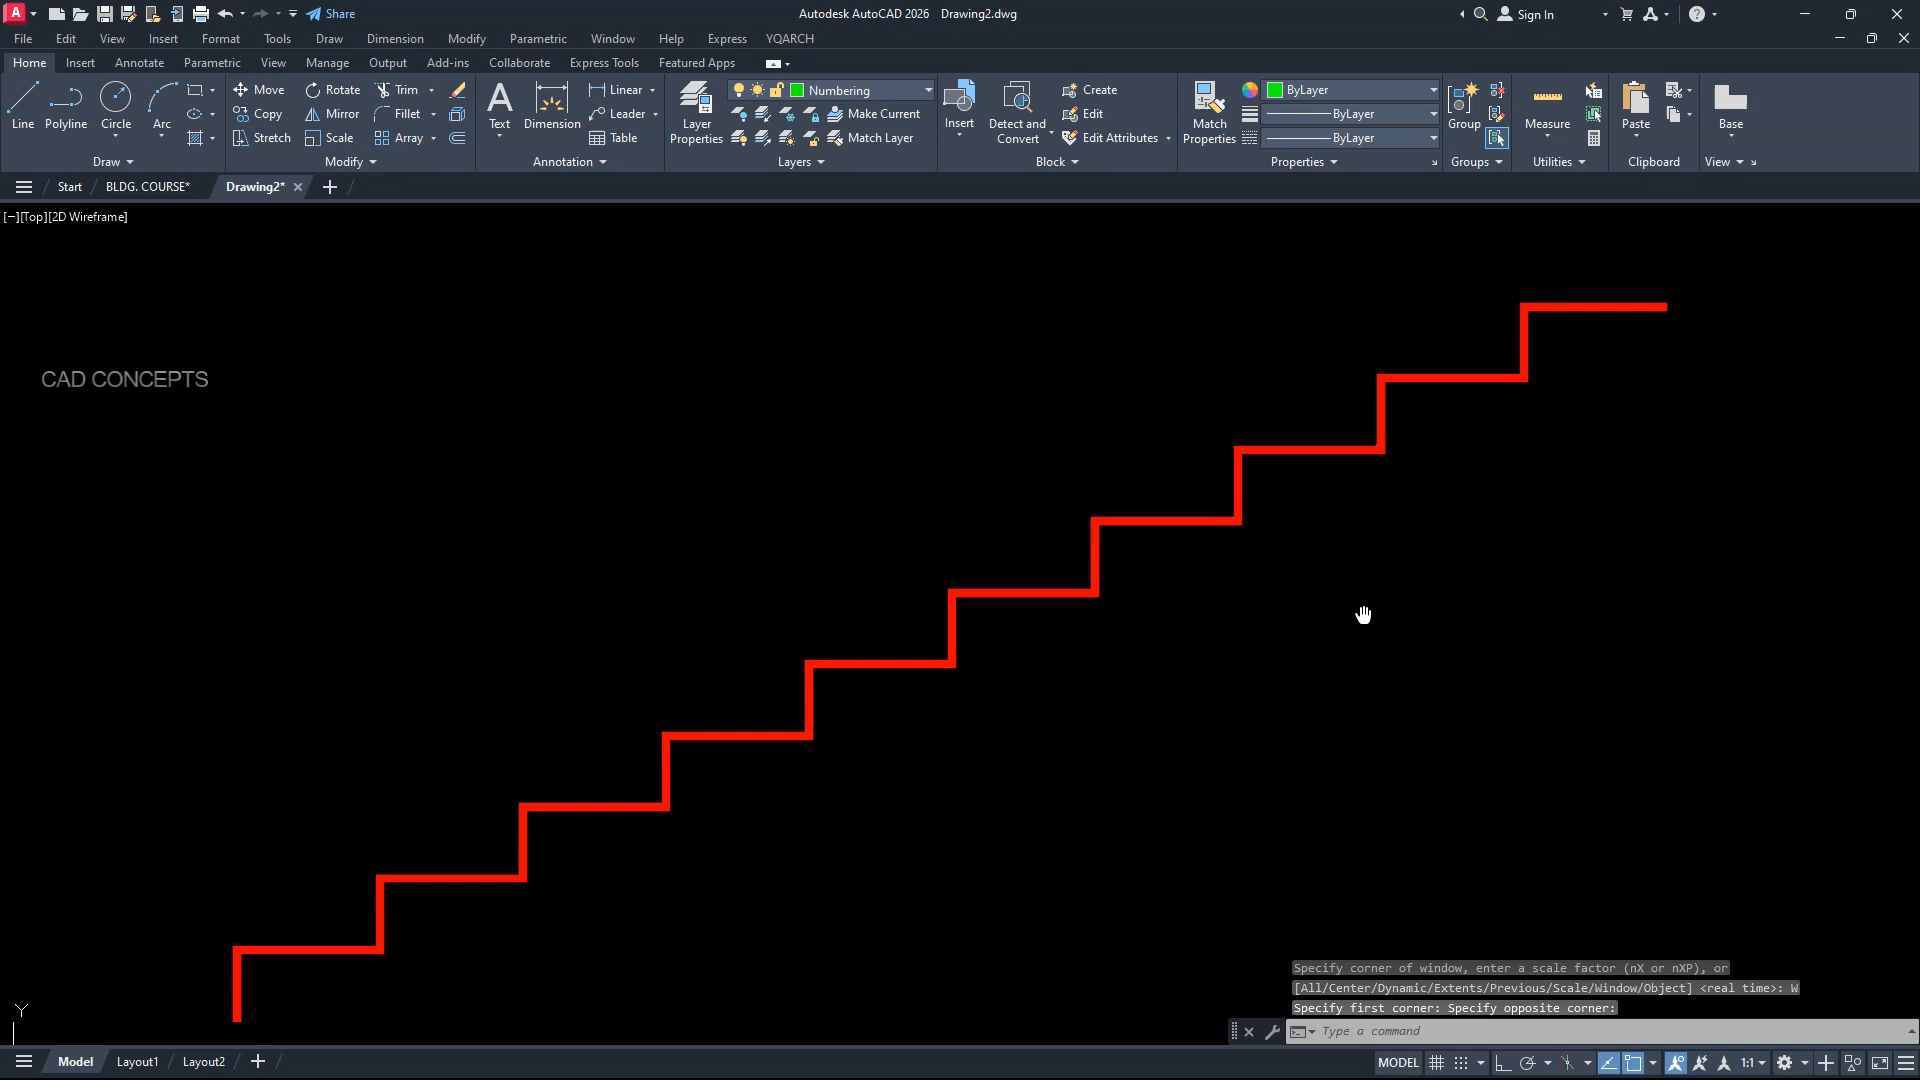 A Share Autodesk AutoCAD 2026 Drawing2.dwg Sign In
File Edit View Insert Format Tools Draw Dimension Modify Parametric Window Help Express YQARCH
Home Insert Annotate Parametric View Manage Output Add-ins Collaborate Express Tools Featured Apps
Line Polyline Circle Arc
Draw
Move Rotate Trim
Copy Mirror Fillet
Stretch Scale Array
Modify
Text Dimension
Linear
Leader
Table
Annotation
Layer
Properties
Numbering
Make Current
Match Layer
Layers
Insert
Detect and
Convert
Create
Edit
Edit Attributes
Block
Match
Properties
ByLayer
ByLayer
ByLayer
Properties
Group
Groups
Measure
Utilities
Paste
Clipboard
Base
View
Start BLDG. COURSE* Drawing2*
[−][Top][2D Wireframe]
CAD CONCEPTS
Specify corner of window, enter a scale factor (nX or nXP), or
[All/Center/Dynamic/Extents/Previous/Scale/Window/Object] <real time>: W
Specify first corner: Specify opposite corner:
Type a command
Y
Model Layout1 Layout2
MODEL 1:1